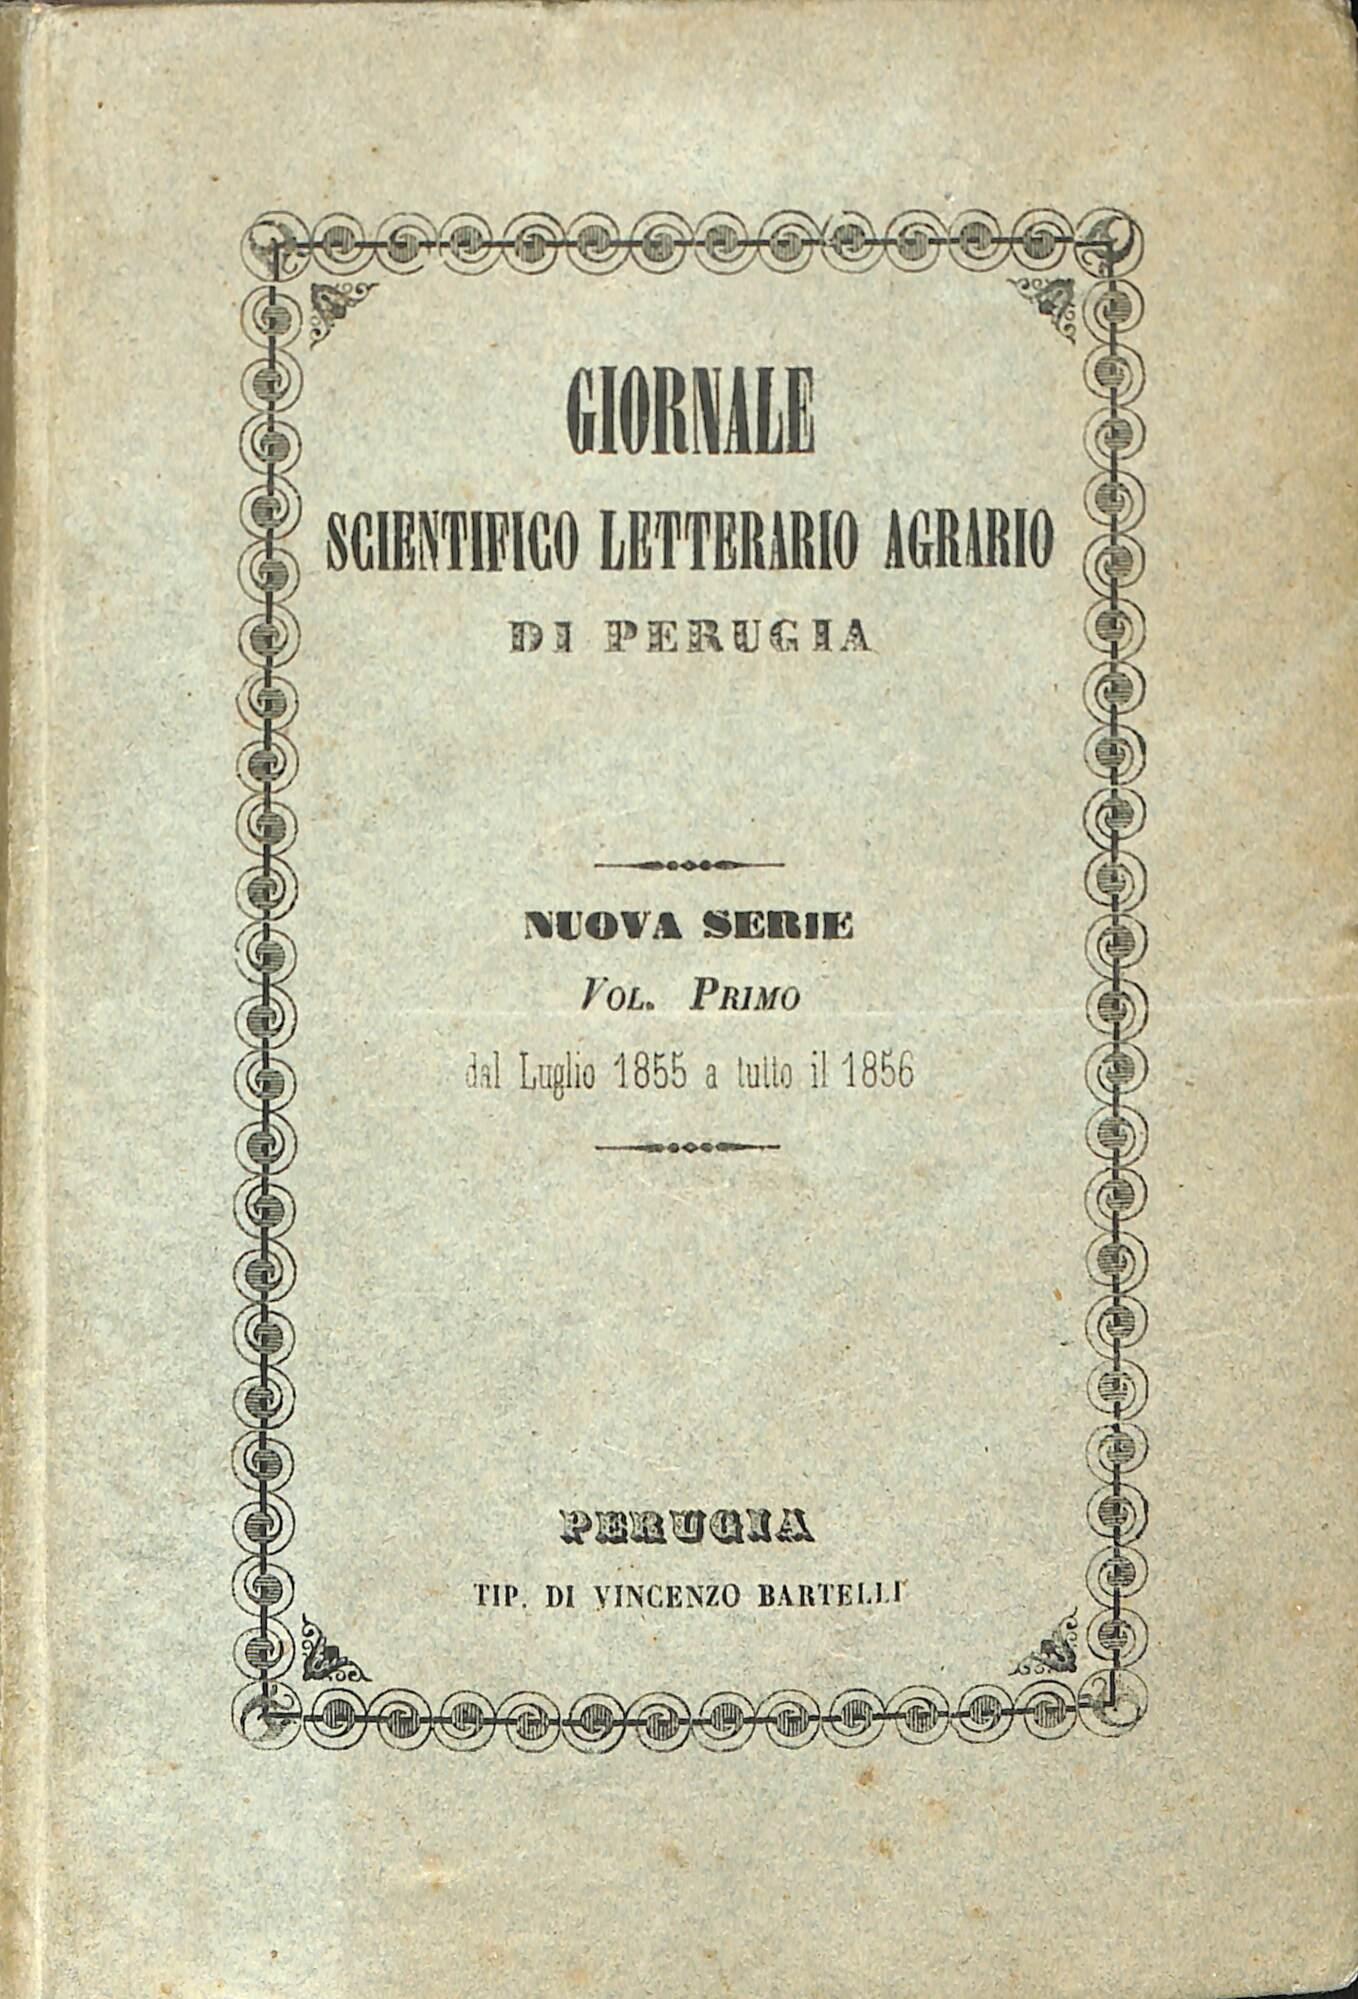 GIORNALE
SCIENTIFICO LETTERARIO AGRARIO
DI PERUGIA
NUOVA SERIE
VOL. PRIMO
dal Luglio 1855 a tutto il 1856
PERUGIA
TIP. DI VINCENZO BARTELLI